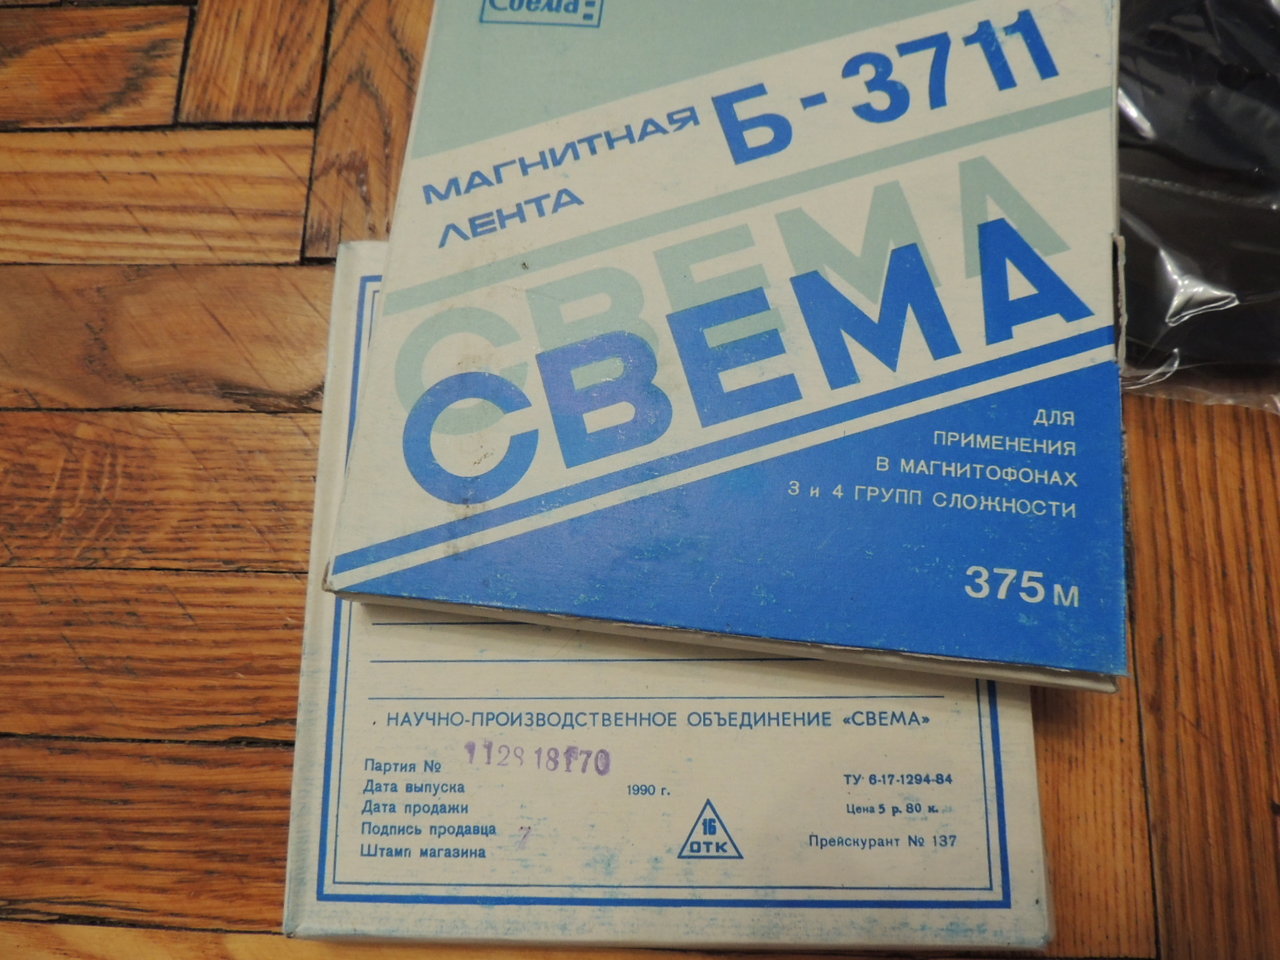 Свема
МАГНИТНАЯ
ЛЕНТА
Б-3711
СВЕМА
СВЕМА
ДЛЯ
ПРИМЕНЕНИЯ
В МАГНИТОФОНАХ
3 и 4 ГРУПП СЛОЖНОСТИ
375 м
НАУЧНО-ПРОИЗВОДСТВЕННОЕ ОБЪЕДИНЕНИЕ «СВЕМА»
Партия №
Дата выпуска 1990 г.
Дата продажи
Подпись продавца 7
Штамп магазина
16
ОТК
ТУ 6-17-1294-84
Цена 5 р. 80 к.
Прейскурант № 137